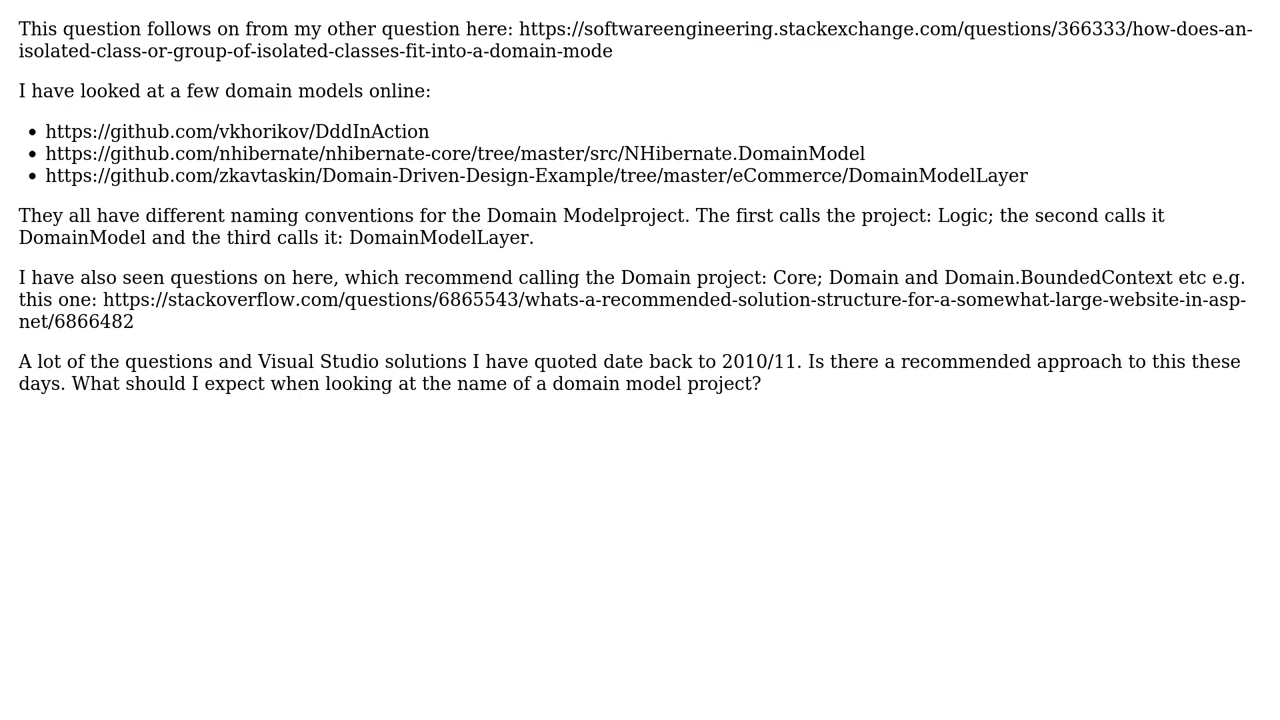 This question follows on from my other question here: https://softwareengineering.stackexchange.com/questions/366333/how-does-an-
isolated-class-or-group-of-isolated-classes-fit-into-a-domain-mode
I have looked at a few domain models online:
• https://github.com/vkhorikov/DddInAction
• https://github.com/nhibernate/nhibernate-core/tree/master/src/NHibernate.DomainModel
• https://github.com/zkavtaskin/Domain-Driven-Design-Example/tree/master/eCommerce/DomainModelLayer
They all have different naming conventions for the Domain Modelproject. The first calls the project: Logic; the second calls it
DomainModel and the third calls it: DomainModelLayer.
I have also seen questions on here, which recommend calling the Domain project: Core; Domain and Domain.BoundedContext etc e.g.
this one: https://stackoverflow.com/questions/6865543/whats-a-recommended-solution-structure-for-a-somewhat-large-website-in-asp-
net/6866482
A lot of the questions and Visual Studio solutions I have quoted date back to 2010/11. Is there a recommended approach to this these
days. What should I expect when looking at the name of a domain model project?